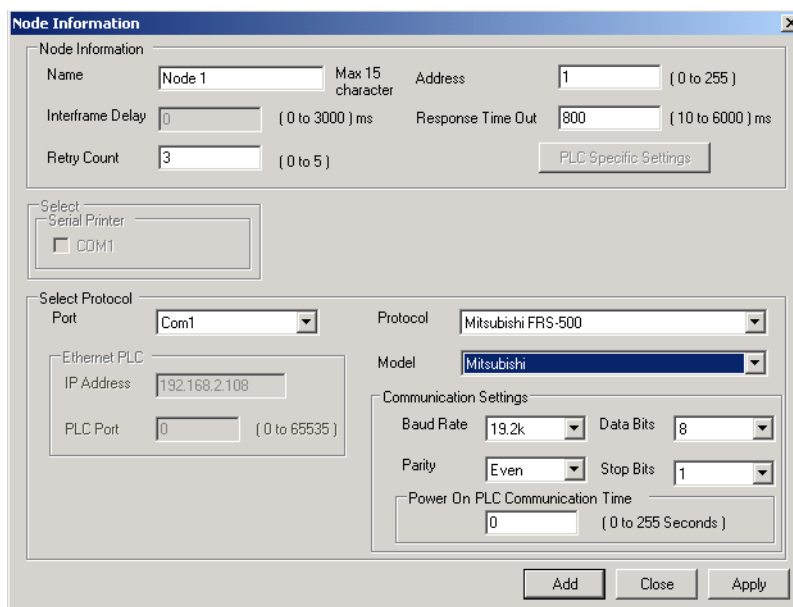 Node Information
Node Information
Name Node 1 Max 15 character Address 1 ( 0 to 255 )
Interframe Delay 0 ( 0 to 3000 ) ms Response Time Out 800 ( 10 to 6000 ) ms
Retry Count 3 ( 0 to 5 ) PLC Specific Settings
Select
Serial Printer
COM1
Select Protocol
Port Com1 Protocol Mitsubishi FRS-500
Ethernet PLC Model Mitsubishi
IP Address 192.168.2.108
Communication Settings
PLC Port 0 ( 0 to 65535 ) Baud Rate 19.2k Data Bits 8
Parity Even Stop Bits 1
Power On PLC Communication Time
0 ( 0 to 255 Seconds )
Add Close Apply